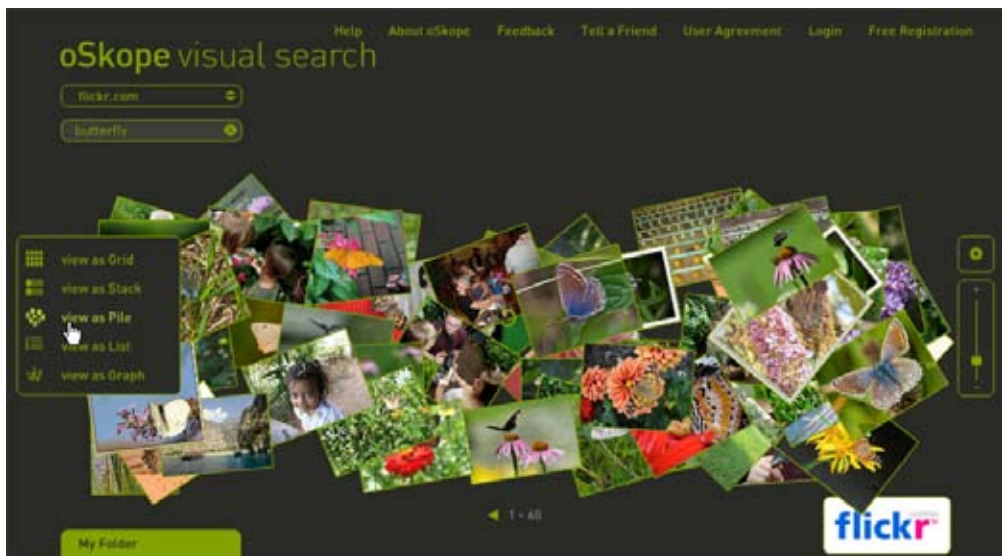 Help About oSkope Feedback Tell a Friend User Agreement Login Free Registration
oSkope visual search
flickr.com
butterfly
view as Grid
view as Stack
view as Pile
view as List
view as Graph
1 - 60
My Folder
flickr